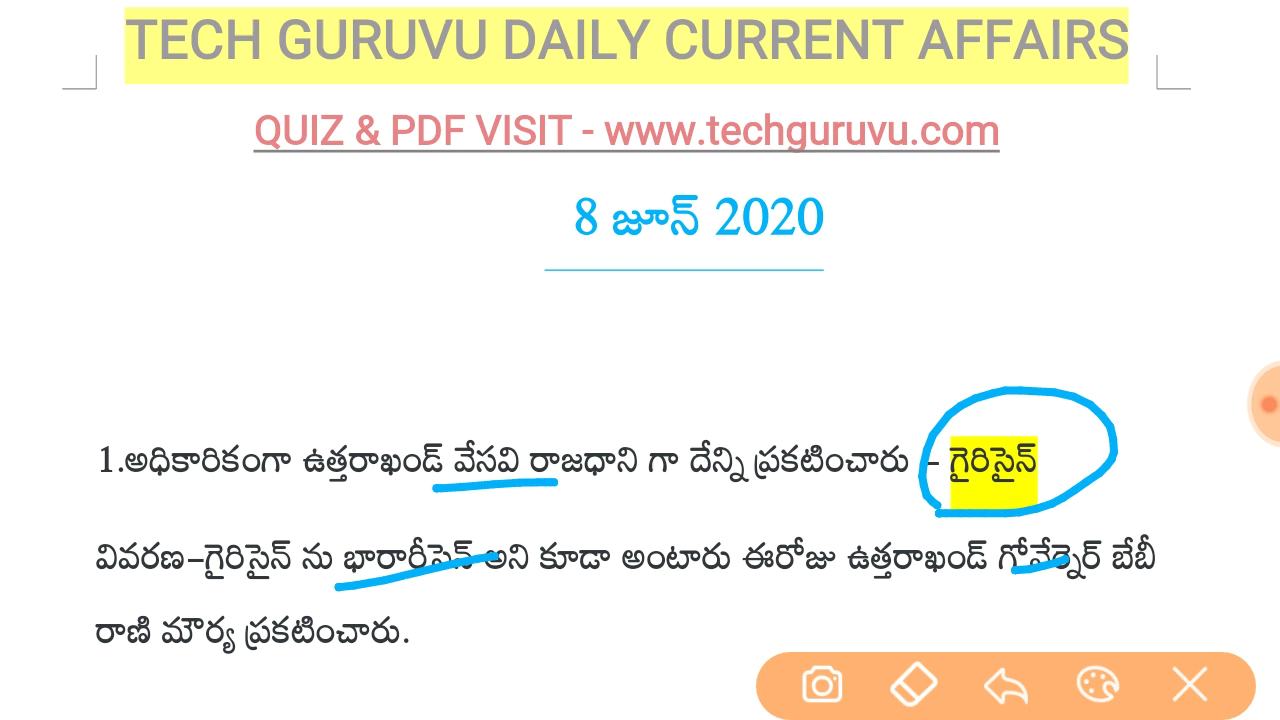 TECH GURUVU DAILY CURRENT AFFAIRS
QUIZ & PDF VISIT - www.techguruvu.com
8 జూన్ 2020
1.అధికారికంగా ఉత్తరాఖండ్ వేసవి రాజధాని గా దేన్ని ప్రకటించారు - గైరిసైన్
వివరణ-గైరిసైన్ ను భారారీసైన్ అని కూడా అంటారు ఈరోజు ఉత్తరాఖండ్ గోవేర్నెర్ బేబీ
రాణి మౌర్య ప్రకటించారు.